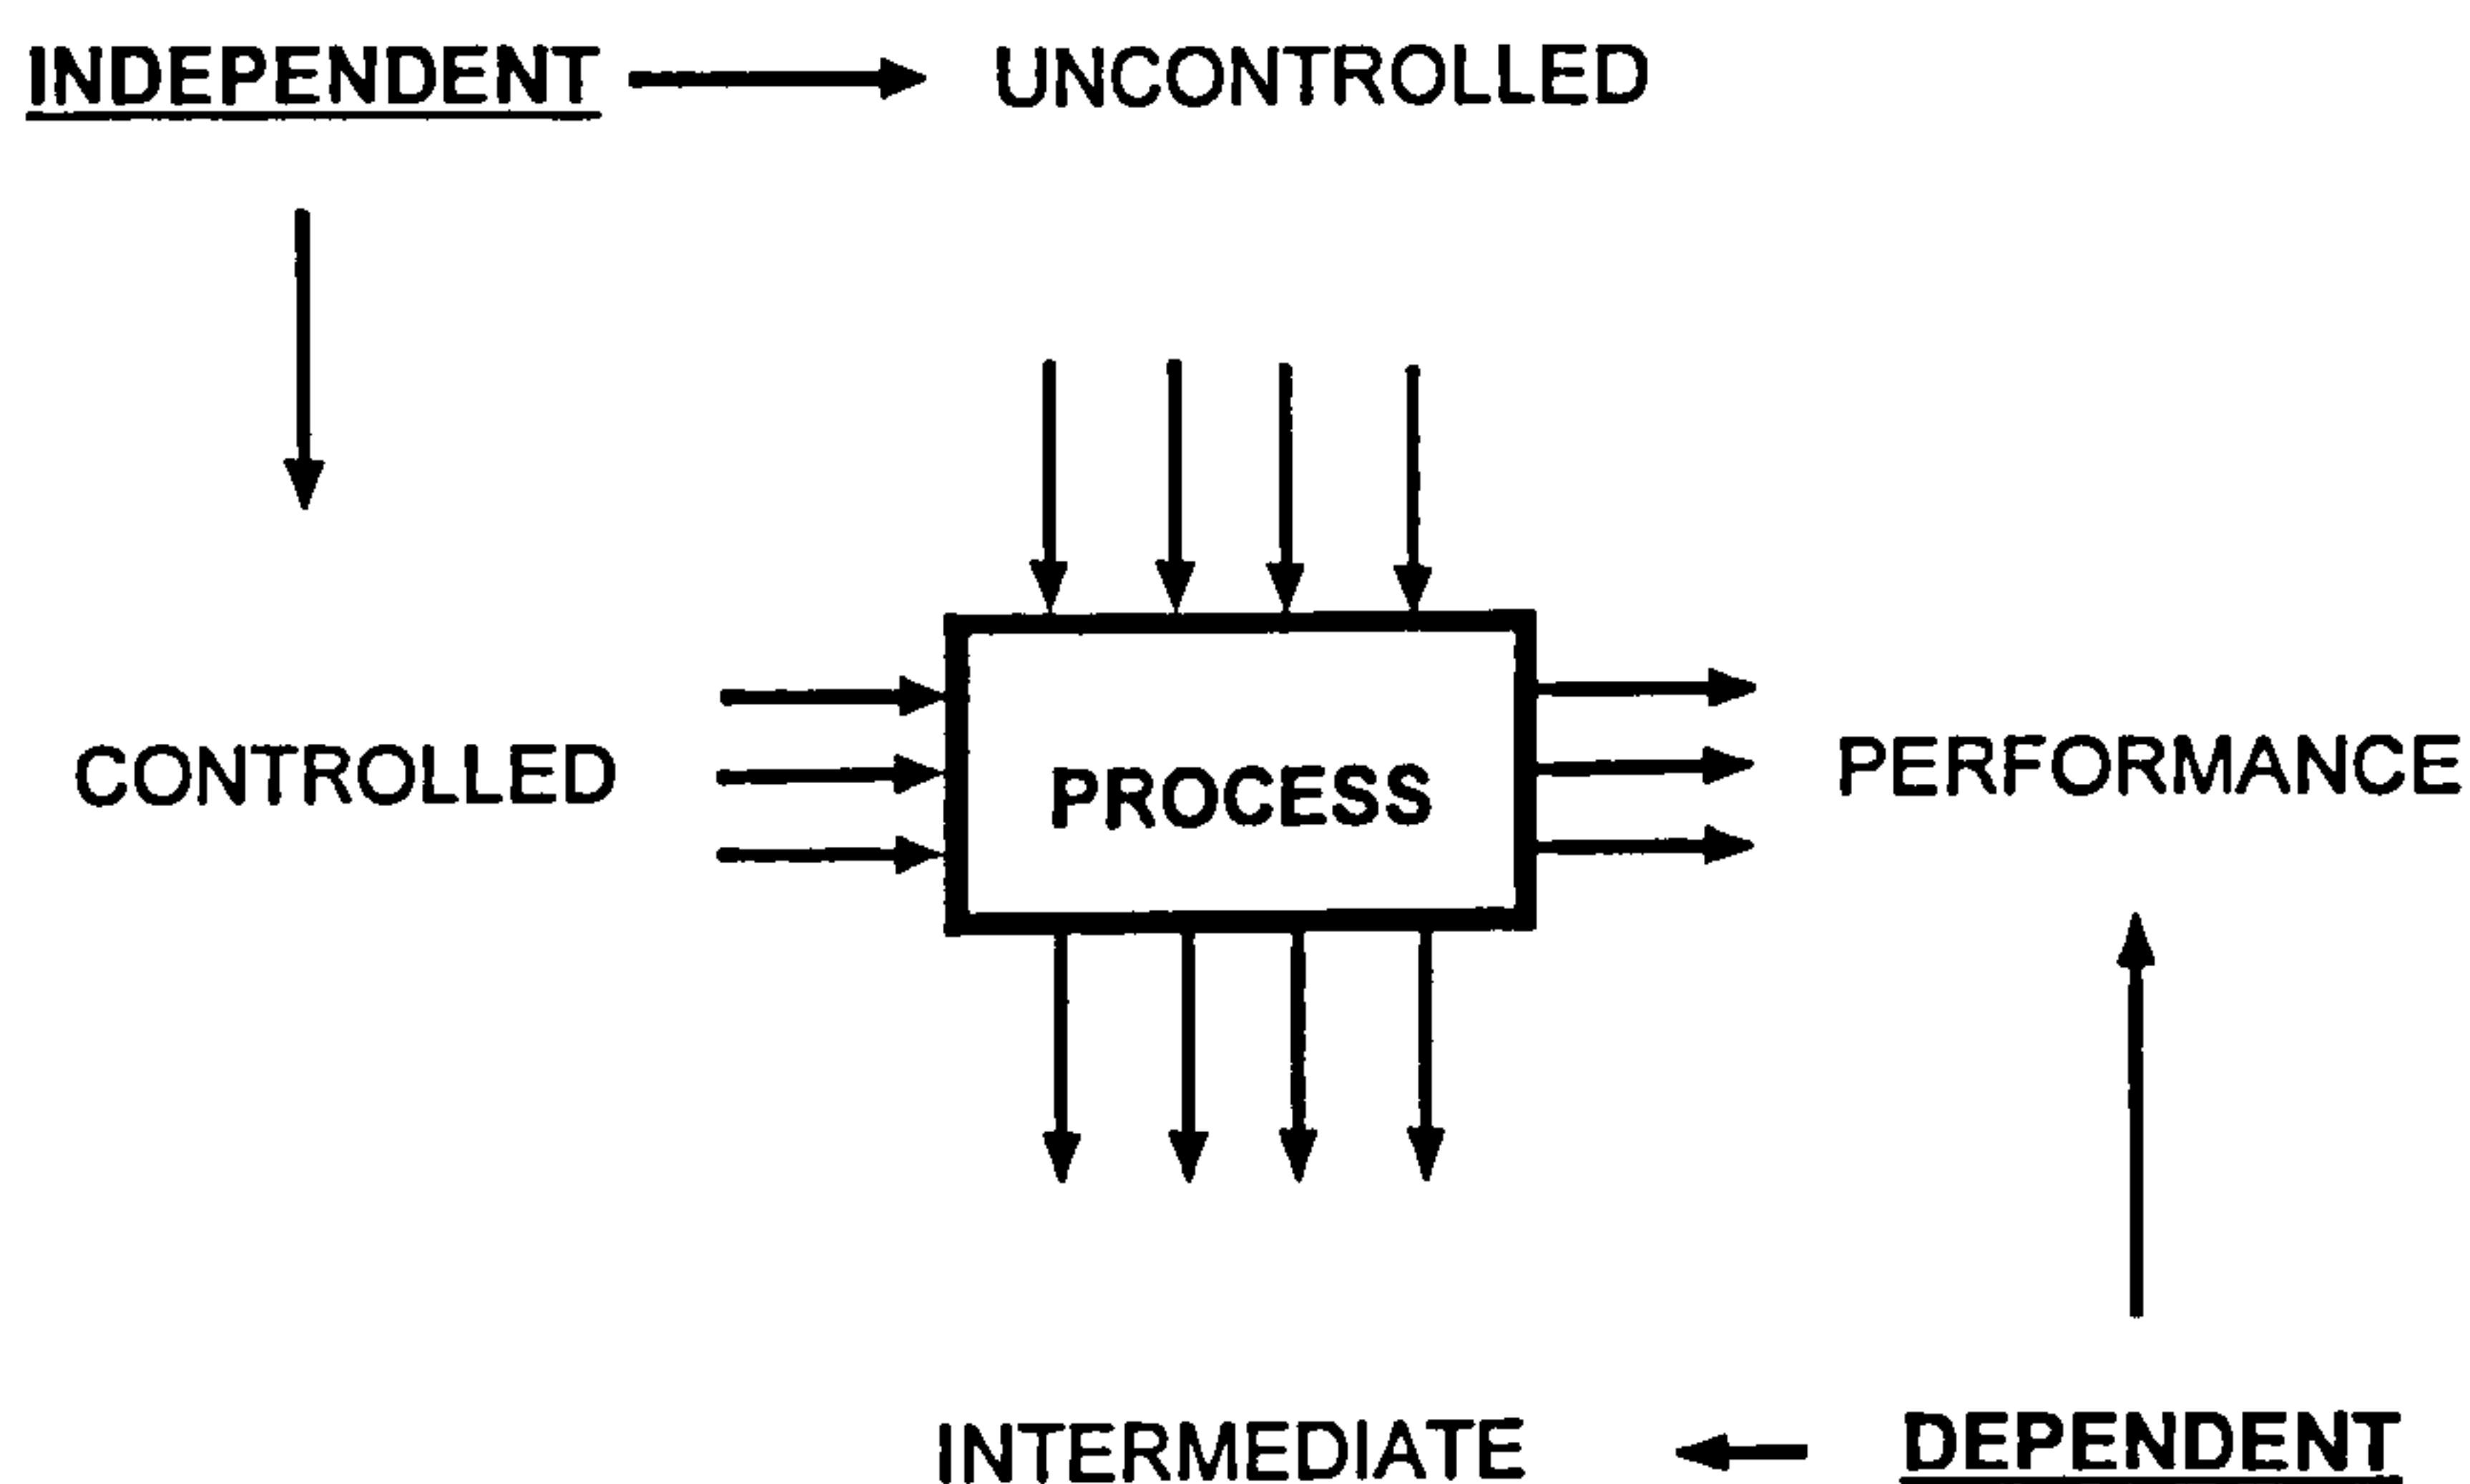 INDEPENDENT
UNCONTROLLED
CONTROLLED
PROCESS
PERFORMANCE
INTERMEDIATE
DEPENDENT